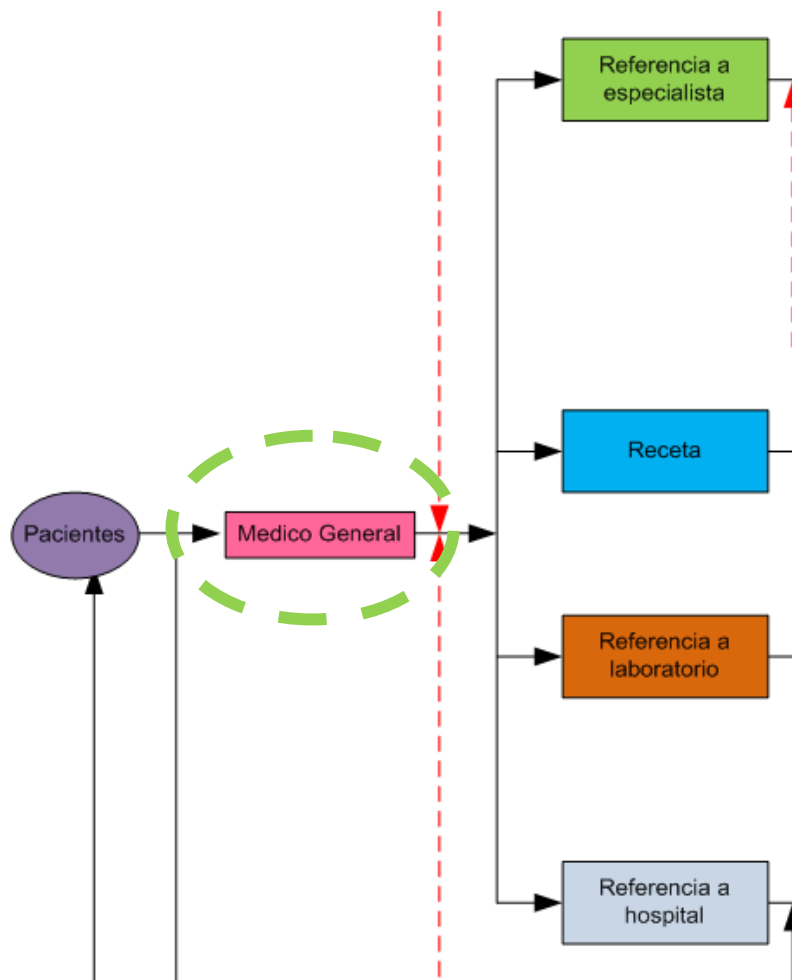 Referencia a
especialista
Receta
Pacientes
Medico General
Referencia a
laboratorio
Referencia a
hospital